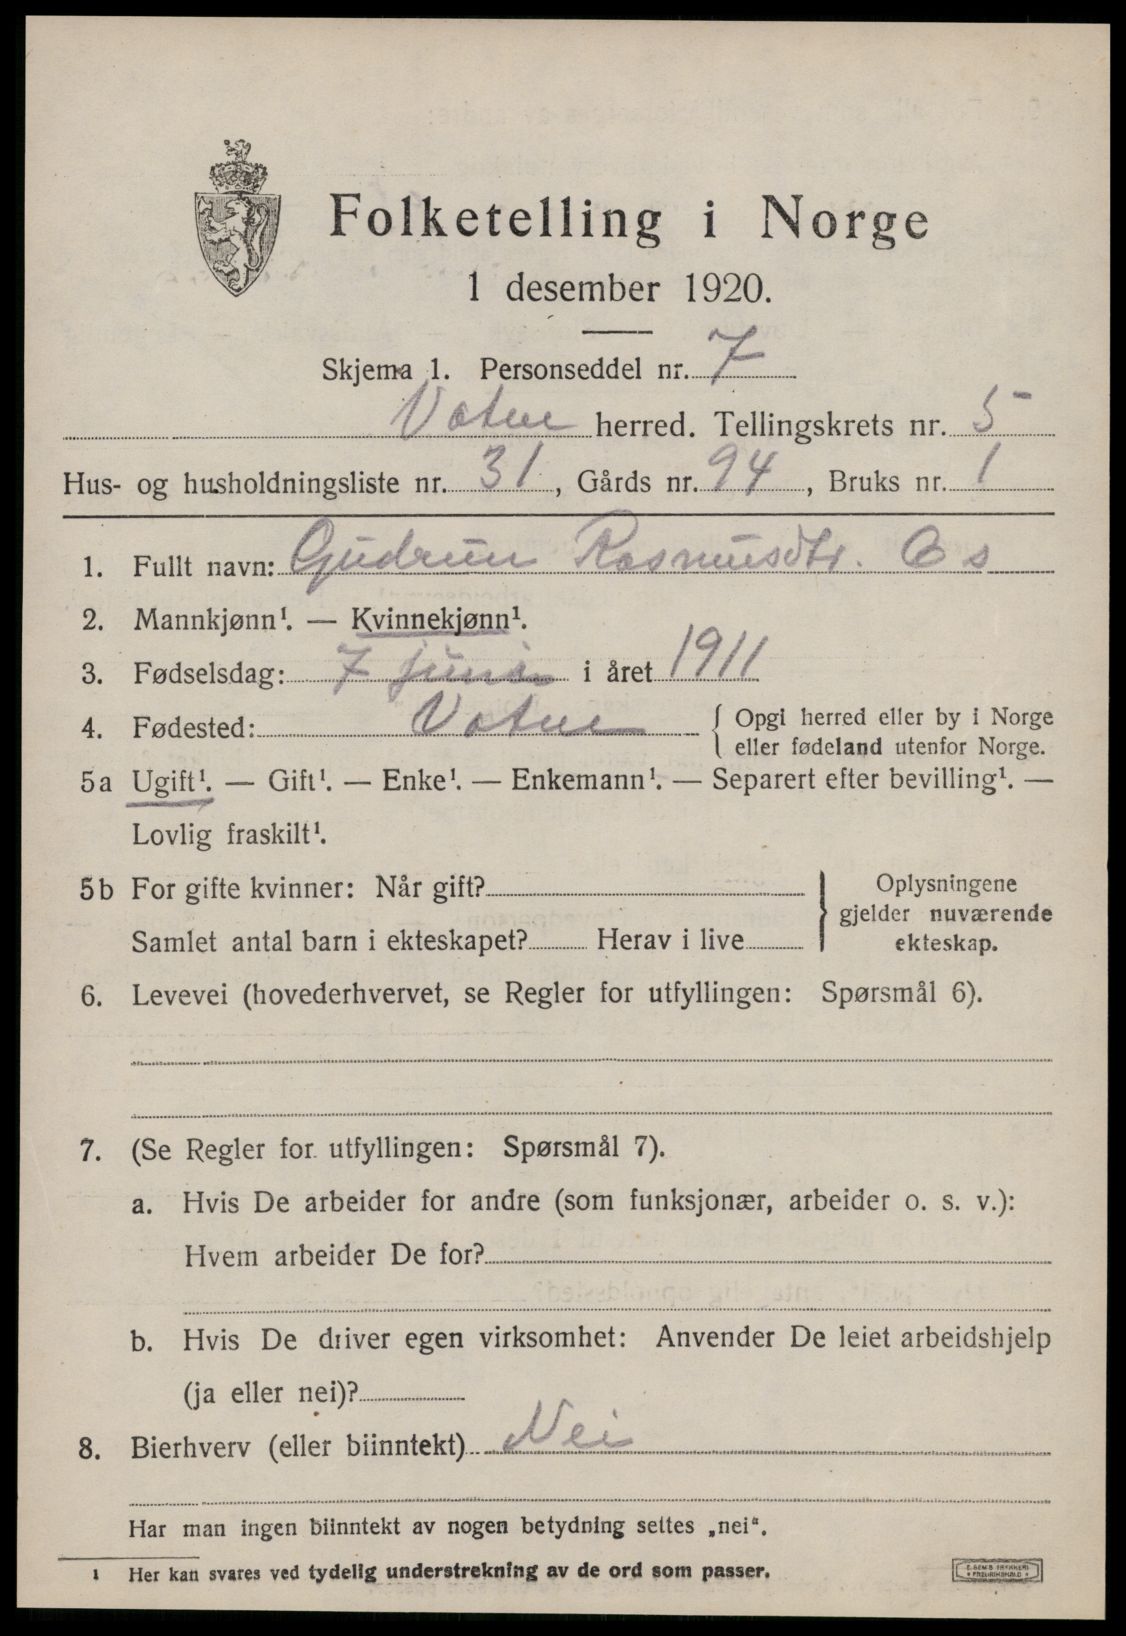 Folketelling i Norge
1 desember 1920.
Skjema 1. Personseddel nr. 7
Vatne herred. Tellingskrets nr. 5
Hus- og husholdningsliste nr. 31, Gårds nr. 94, Bruks nr. 1
1. Fullt navn: Gudrun Rasmusdtr.
2. Mannkjønn¹. — Kvinnekjønn¹.
3. Fødselsdag: 7 juni i året 1911
4. Fødested: Vatne { Opgi herred eller by i Norge
eller fødeland utenfor Norge.
5a Ugift¹. — Gift¹. — Enke¹. — Enkemann¹. — Separert efter bevilling¹. —
Lovlig fraskilt¹.
5b For gifte kvinner: Når gift?
Samlet antal barn i ekteskapet? Herav i live
} Oplysningene
gjelder nuværende
ekteskap.
6. Levevei (hovederhvervet, se Regler for utfyllingen: Spørsmål 6).
7. (Se Regler for utfyllingen: Spørsmål 7).
a. Hvis De arbeider for andre (som funksjonær, arbeider o. s. v.):
Hvem arbeider De for?
b. Hvis De driver egen virksomhet: Anvender De leiet arbeidshjelp
(ja eller nei)?
8. Bierhverv (eller biinntekt) Nei
Har man ingen biinntekt av nogen betydning settes „nei“.
1 Her kan svares ved tydelig understrekning av de ord som passer.